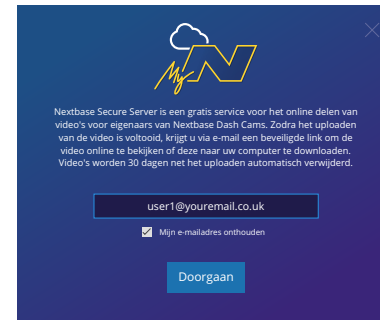 My N
Nextbase Secure Server is een gratis service voor het online delen van
video's voor eigenaars van Nextbase Dash Cams. Zodra het uploaden
van de video is voltooid, krijgt u via e-mail een beveiligde link om de
video online te bekijken of deze naar uw computer te downloaden.
Video's worden 30 dagen net het uploaden automatisch verwijderd.
user1@youremail.co.uk
Mijn e-mailadres onthouden
Doorgaan